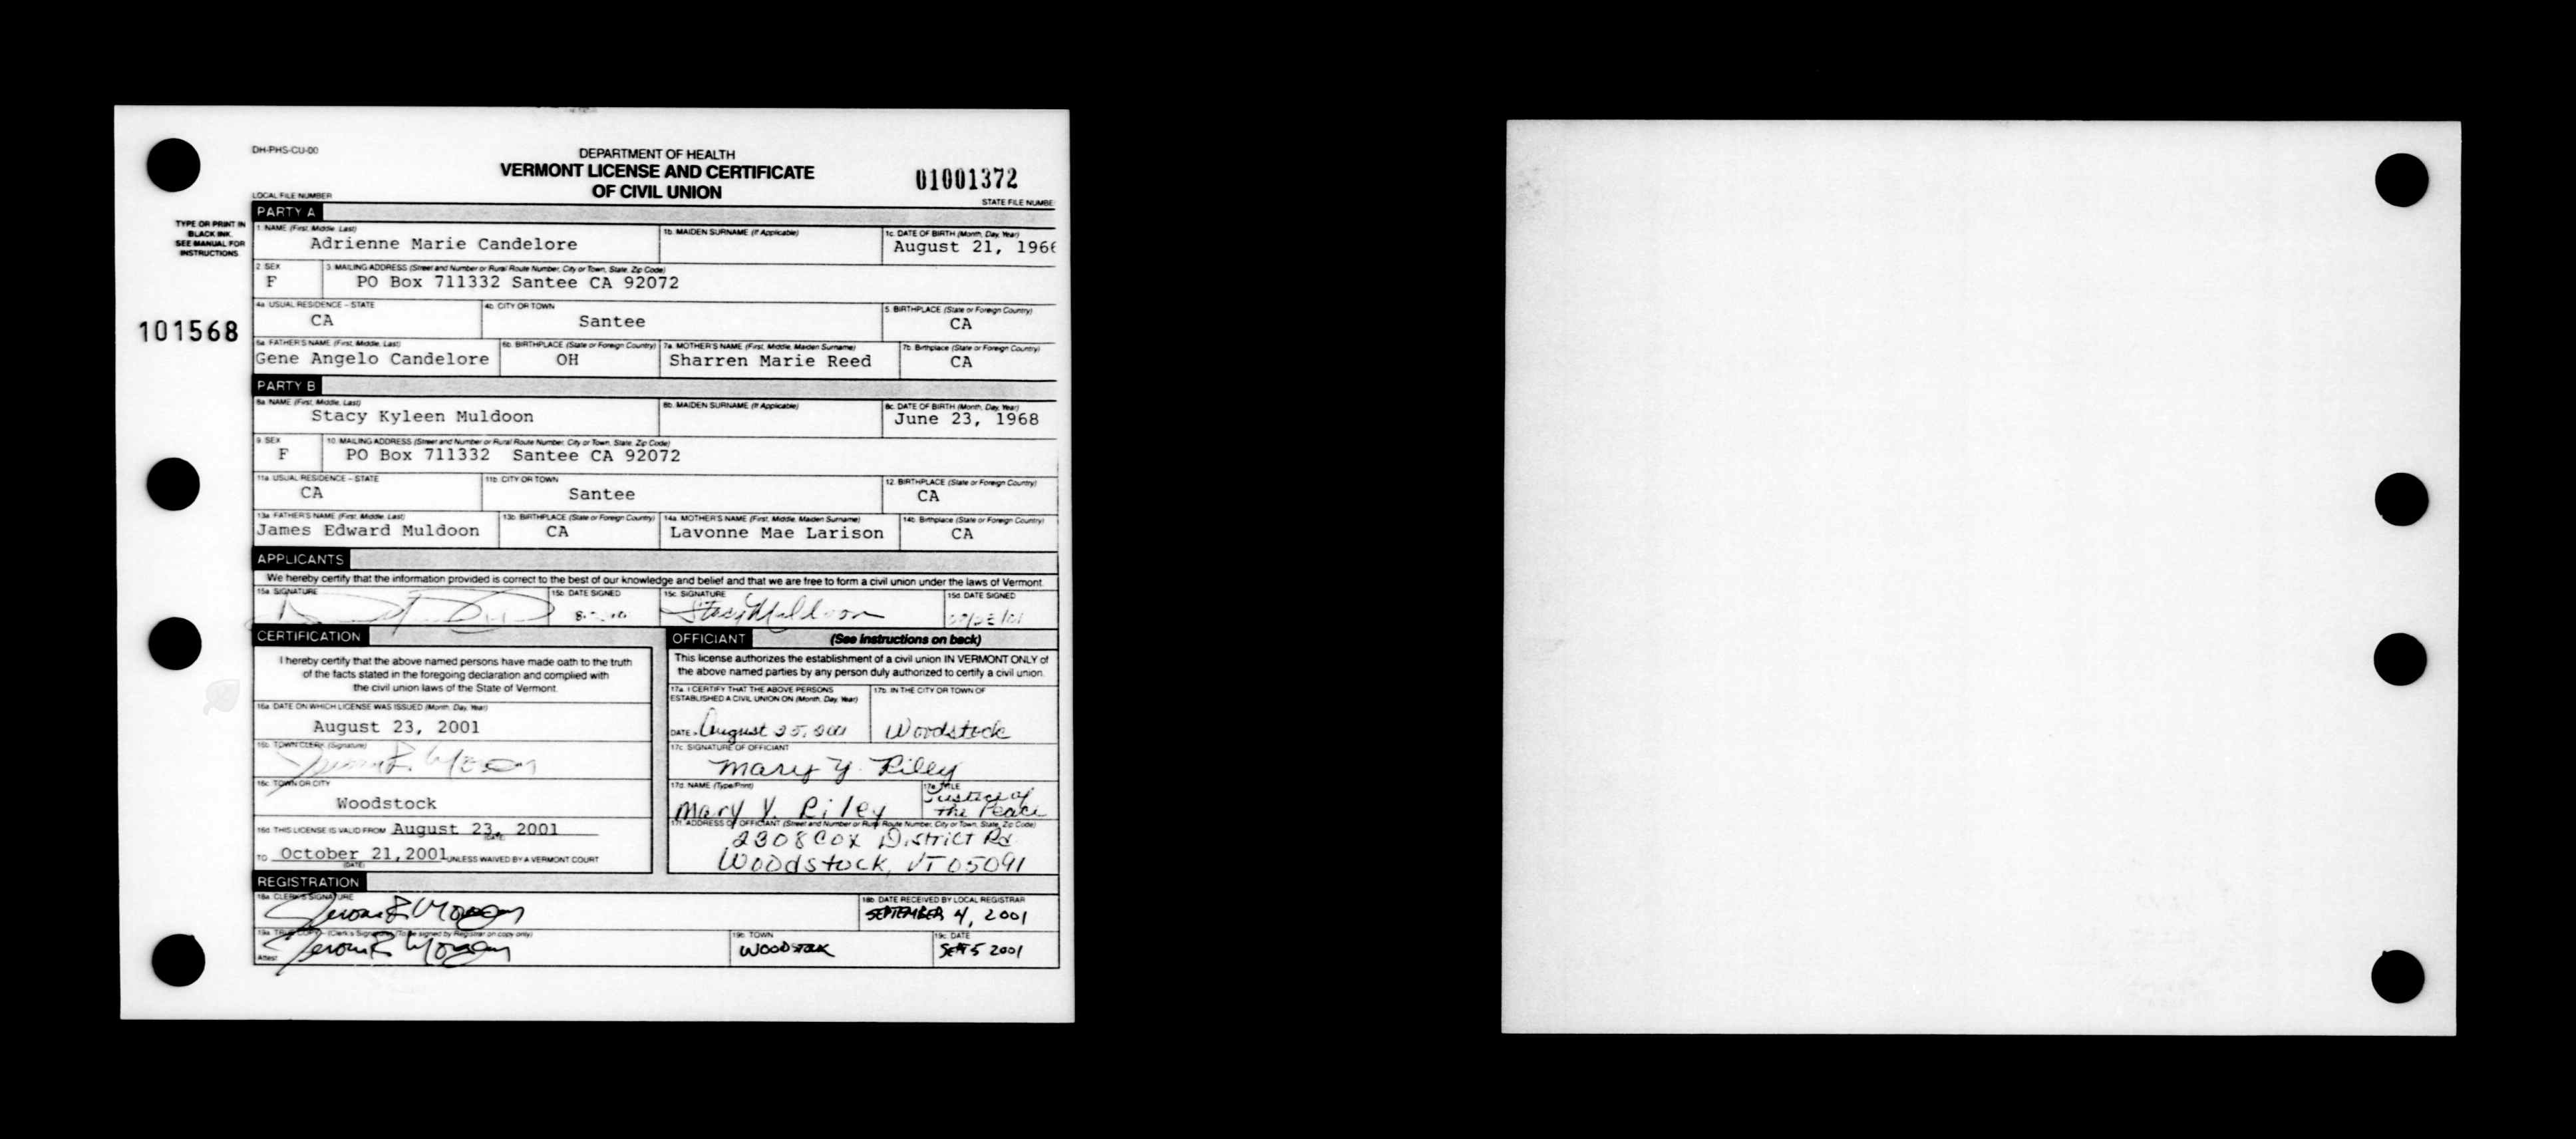 DH-PHS-CU-00
DEPARTMENT OF HEALTH
VERMONT LICENSE AND CERTIFICATE
OF CIVIL UNION
01001372
LOCAL FILE NUMBER
STATE FILE NUMBE
TYPE OR PRINT IN
BLACK INK.
SEE MANUAL FOR
INSTRUCTIONS
101568
PARTY A
1. NAME (First, Middle, Last) 1b. MAIDEN SURNAME (If Applicable) 1c. DATE OF BIRTH (Month, Day, Year)
Adrienne Marie Candelore August 21, 1966
2. SEX 3. MAILING ADDRESS (Street and Number or Rural Route Number, City or Town, State, Zip Code)
F PO Box 711332 Santee CA 92072
4a. USUAL RESIDENCE - STATE 4b. CITY OR TOWN 5. BIRTHPLACE (State or Foreign Country)
CA Santee CA
6a. FATHER'S NAME (First, Middle, Last) 6b. BIRTHPLACE (State or Foreign Country) 7a. MOTHER'S NAME (First, Middle, Maiden Surname) 7b. Birthplace (State or Foreign Country)
Gene Angelo Candelore OH Sharren Marie Reed CA
PARTY B
8a. NAME (First, Middle, Last) 8b. MAIDEN SURNAME (If Applicable) 8c. DATE OF BIRTH (Month, Day, Year)
Stacy Kyleen Muldoon June 23, 1968
9. SEX 10. MAILING ADDRESS (Street and Number or Rural Route Number, City or Town, State, Zip Code)
F PO Box 711332 Santee CA 92072
11a. USUAL RESIDENCE - STATE 11b. CITY OR TOWN 12. BIRTHPLACE (State or Foreign Country)
CA Santee CA
13a. FATHER'S NAME (First, Middle, Last) 13b. BIRTHPLACE (State or Foreign Country) 14a. MOTHER'S NAME (First, Middle, Maiden Surname) 14b. Birthplace (State or Foreign Country)
James Edward Muldoon CA Lavonne Mae Larison CA
APPLICANTS
We hereby certify that the information provided is correct to the best of our knowledge and belief and that we are free to form a civil union under the laws of Vermont.
15a. SIGNATURE 15b. DATE SIGNED 15c. SIGNATURE 15d. DATE SIGNED
Stacy Muldoon
CERTIFICATION
I hereby certify that the above named persons have made oath to the truth
of the facts stated in the foregoing declaration and complied with
the civil union laws of the State of Vermont.
16a. DATE ON WHICH LICENSE WAS ISSUED (Month, Day, Year)
August 23, 2001
16b. TOWN CLERK (Signature)
16c. TOWN OR CITY
Woodstock
16d. THIS LICENSE IS VALID FROM August 23, 2001
(DATE)
TO October 21, 2001 UNLESS WAIVED BY A VERMONT COURT
(DATE)
OFFICIANT (See instructions on back)
This license authorizes the establishment of a civil union IN VERMONT ONLY of
the above named parties by any person duly authorized to certify a civil union.
17a. I CERTIFY THAT THE ABOVE PERSONS 17b. IN THE CITY OR TOWN OF
ESTABLISHED A CIVIL UNION ON (Month, Day, Year)
DATE August 25, 2001 Woodstock
17c. SIGNATURE OF OFFICIANT
Mary Y. Riley
17d. NAME (Type/Print) 17e. TITLE
Mary Y. Riley Justice of the Peace
17f. ADDRESS OF OFFICIANT (Street and Number or Rural Route Number, City or Town, State, Zip Code)
2308 Cox District Rd.
Woodstock, VT 05091
REGISTRATION
18a. CLERK'S SIGNATURE 18b. DATE RECEIVED BY LOCAL REGISTRAR
SEPTEMBER 4, 2001
19a. TRUE COPY - (Clerk's Signature) (To be signed by Registrar on copy only) 19b. TOWN 19c. DATE
Attest WOODSTOCK SEPT 5 2001